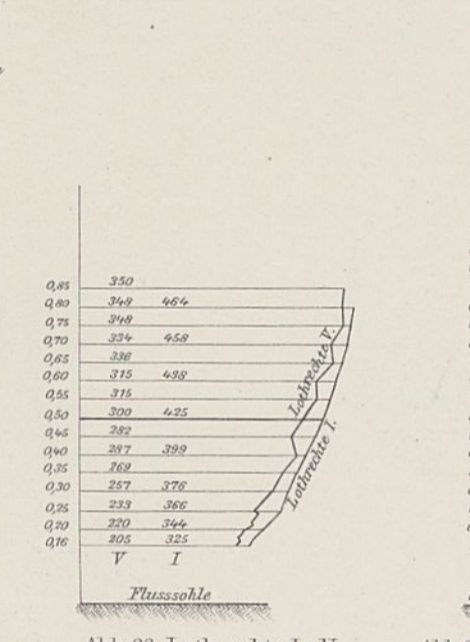 0,85 350
0,80 348 464
0,75 348
0,70 334 458
0,65 336
0,60 315 438
0,55 315
0,50 300 425
0,45 282
0,40 287 399
0,35 269
0,30 257 376
0,25 233 366
0,20 220 344
0,16 205 325
V I
Lothrechte V.
Lothrechte I.
Flusssohle